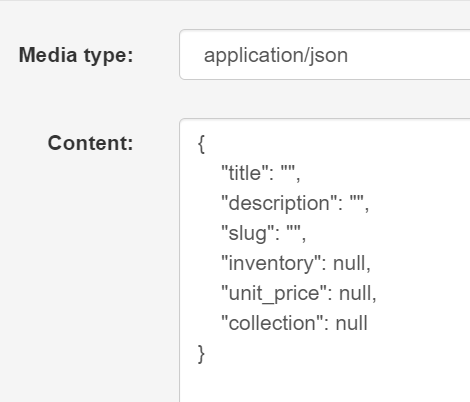 Media type: application/json
Content:
{
    "title": "",
    "description": "",
    "slug": "",
    "inventory": null,
    "unit_price": null,
    "collection": null
}